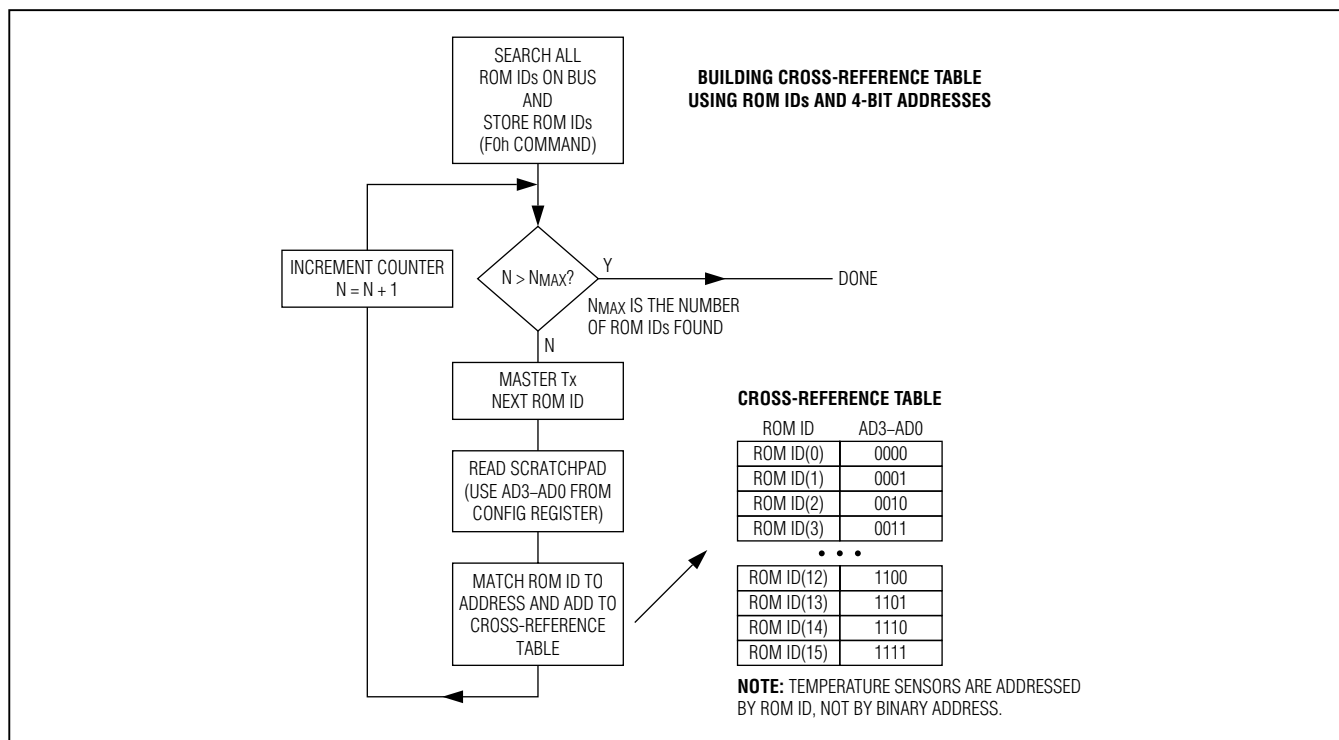 SEARCH ALL
ROM IDs ON BUS
AND
STORE ROM IDs
(F0h COMMAND)
BUILDING CROSS-REFERENCE TABLE
USING ROM IDs AND 4-BIT ADDRESSES
INCREMENT COUNTER
N = N + 1
N > NMAX?
Y
DONE
NMAX IS THE NUMBER
OF ROM IDs FOUND
N
MASTER Tx
NEXT ROM ID
READ SCRATCHPAD
(USE AD3–AD0 FROM
CONFIG REGISTER)
MATCH ROM ID TO
ADDRESS AND ADD TO
CROSS-REFERENCE
TABLE
CROSS-REFERENCE TABLE
ROM ID AD3–AD0
ROM ID(0) 0000
ROM ID(1) 0001
ROM ID(2) 0010
ROM ID(3) 0011
• • •
ROM ID(12) 1100
ROM ID(13) 1101
ROM ID(14) 1110
ROM ID(15) 1111
NOTE: TEMPERATURE SENSORS ARE ADDRESSED
BY ROM ID, NOT BY BINARY ADDRESS.